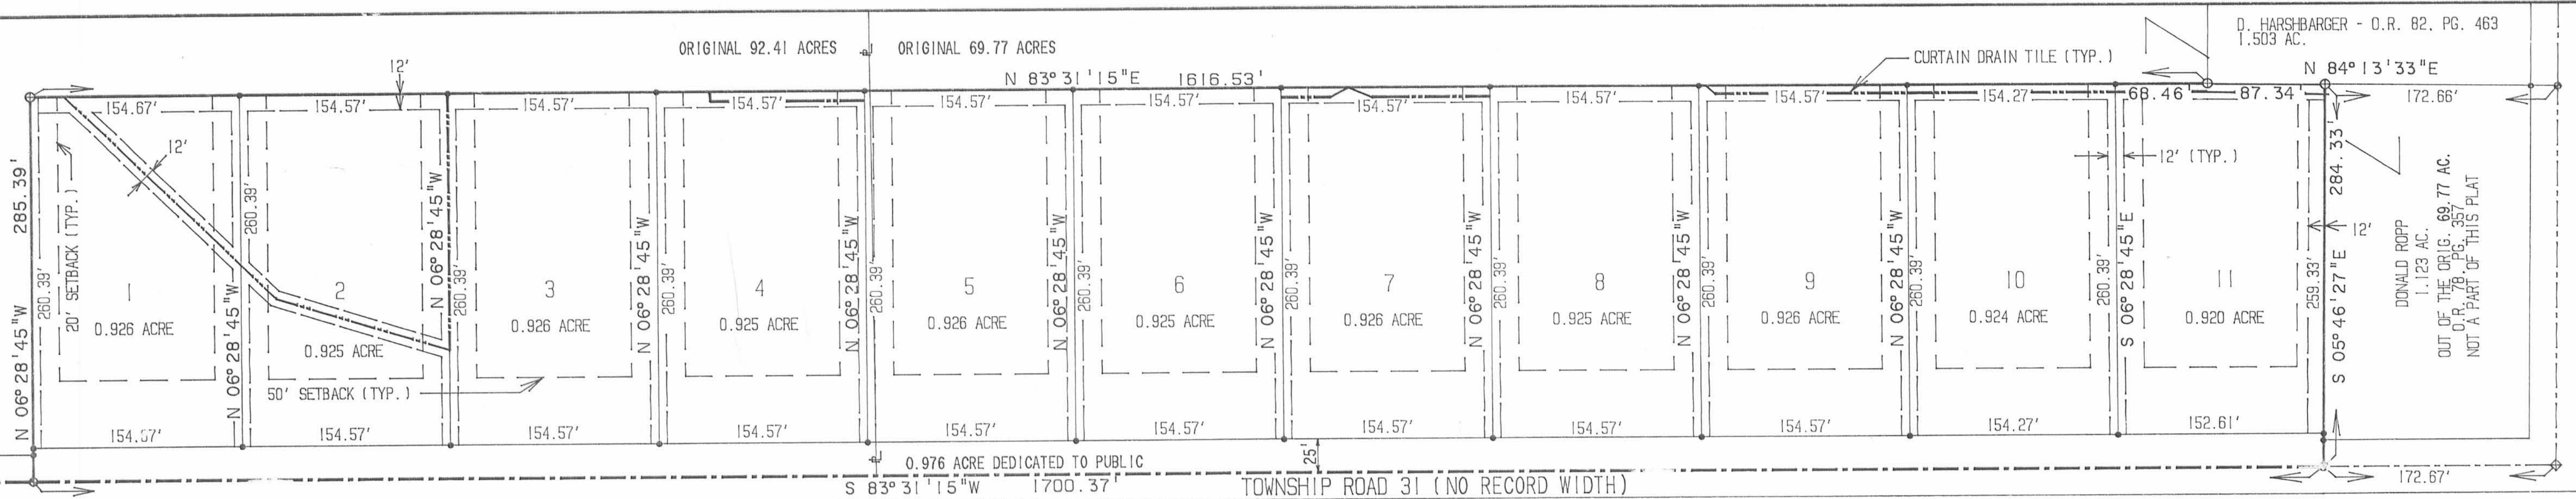 D. HARSHBARGER - O.R. 82, PG. 463
1.503 AC.
ORIGINAL 92.41 ACRES
ORIGINAL 69.77 ACRES
CURTAIN DRAIN TILE (TYP.)
N 83° 31'15"E 1616.53'
N 84° 13'33"E
12'
154.67'
154.57'
154.57'
154.57'
154.57'
154.57'
154.57'
154.57'
154.57'
154.27
68.46'
87.34'
172.66'
12'
12' (TYP.)
12'
N 06° 28'45"W 285.39'
260.39'
20' SETBACK (TYP.)
1
0.926 ACRE
N 06° 28'45"W
260.39'
2
0.925 ACRE
N 06° 28'45"W
260.39'
3
0.926 ACRE
N 06° 28'45"W
4
0.925 ACRE
N 06° 28'45"W
260.39'
5
0.926 ACRE
N 06° 28'45"W
260.39'
6
0.925 ACRE
N 06° 28'45"W
260.39'
7
0.926 ACRE
N 06° 28'45"W
260.39'
8
0.925 ACRE
N 06° 28'45"W
260.39'
9
0.926 ACRE
N 06° 28'45"W
260.39'
10
0.924 ACRE
260.39'
S 06° 28'45"E
11
0.920 ACRE
259.33'
S 05° 46'27"E 284.33'
DONALD ROPP
1.123 AC.
OUT OF THE ORIG. 69.77 AC.
O.R. 78, PG. 357
NOT A PART OF THIS PLAT
50' SETBACK (TYP.)
154.57'
154.57'
154.57'
154.57'
154.57'
154.57'
154.57'
154.57'
154.27'
152.61'
0.976 ACRE DEDICATED TO PUBLIC
25'
S 83° 31'15"W 1700.37'
TOWNSHIP ROAD 31 (NO RECORD WIDTH)
172.67'